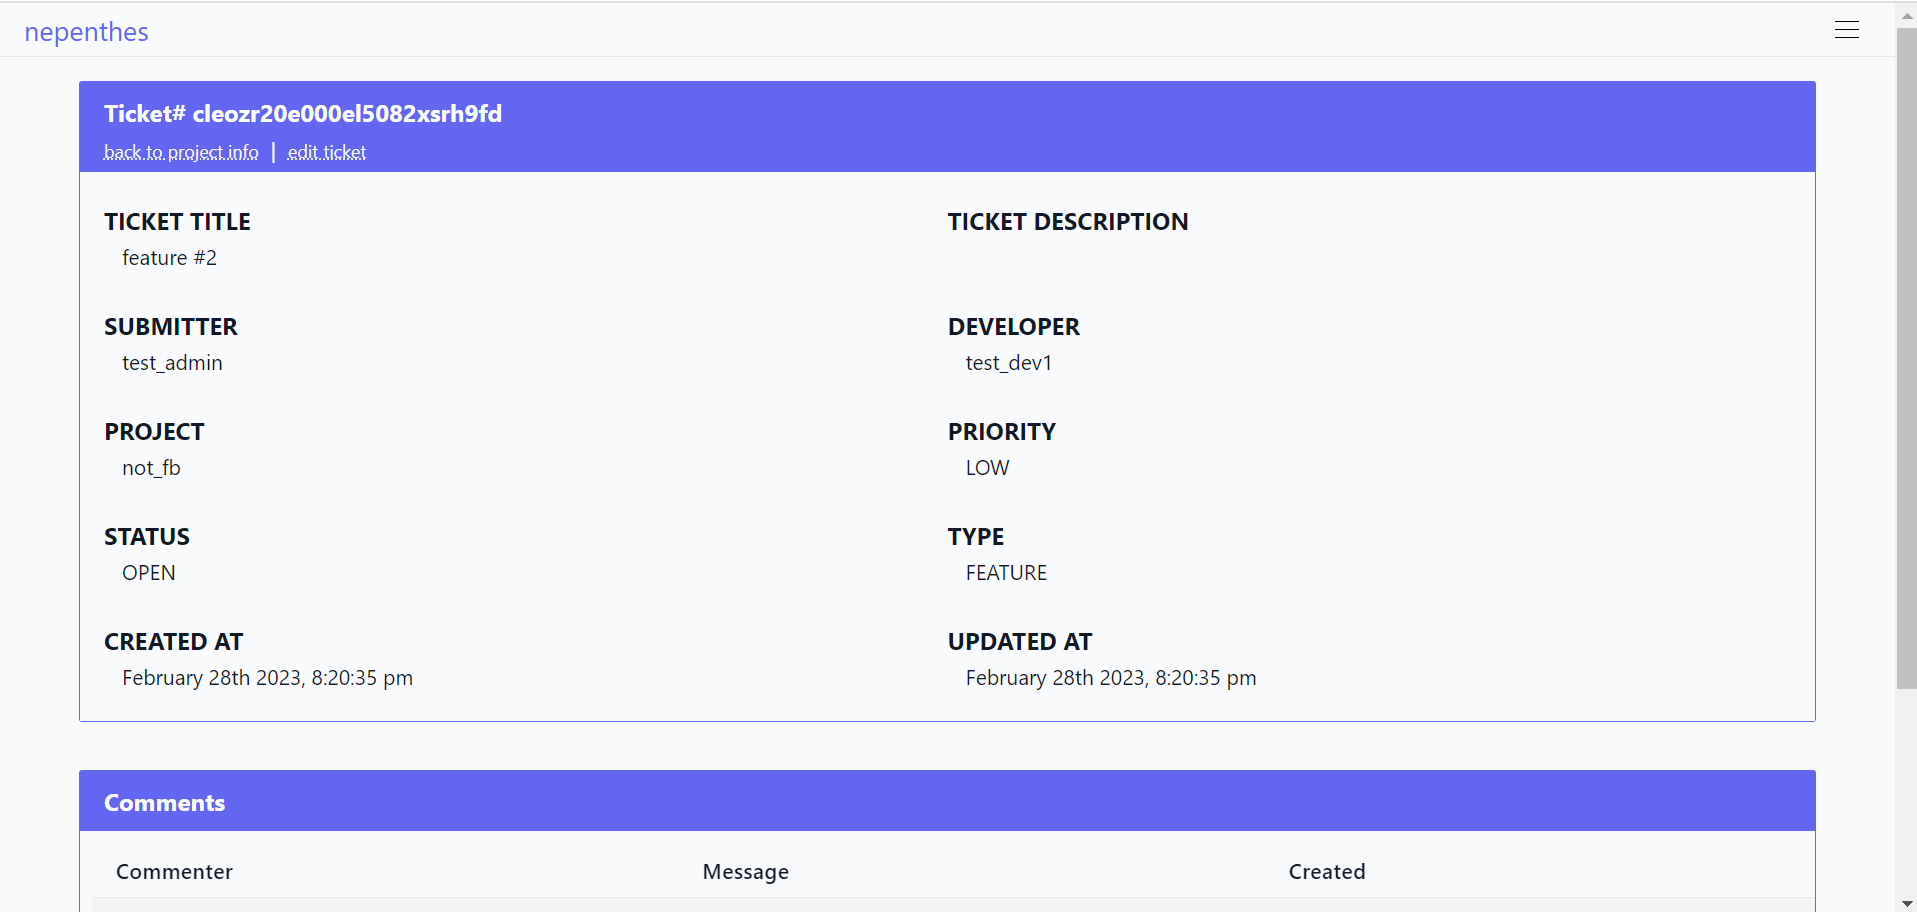 nepenthes
Ticket# cleozr20e000el5082xsrh9fd
back to project info | edit ticket
TICKET TITLE
feature #2
TICKET DESCRIPTION
SUBMITTER
test_admin
DEVELOPER
test_dev1
PROJECT
not_fb
PRIORITY
LOW
STATUS
OPEN
TYPE
FEATURE
CREATED AT
February 28th 2023, 8:20:35 pm
UPDATED AT
February 28th 2023, 8:20:35 pm
Comments
Commenter Message Created